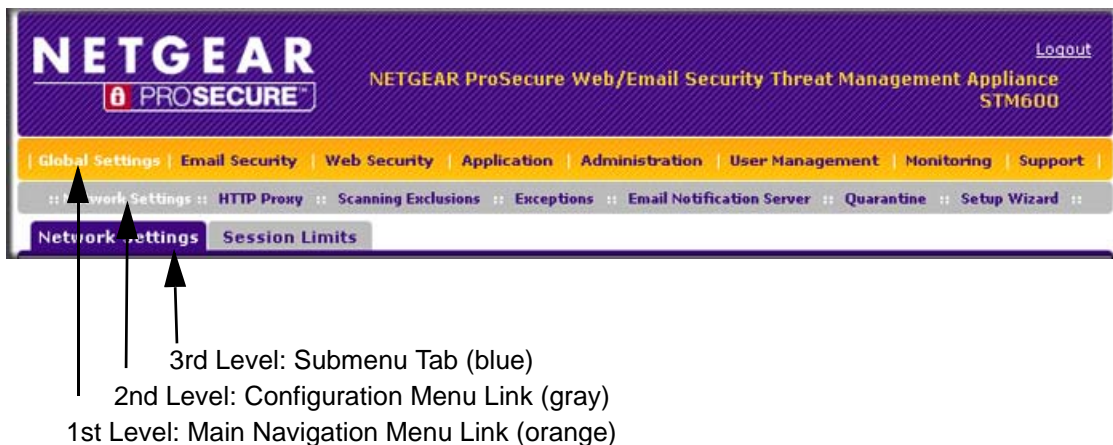 NETGEAR
PROSECURE™
Logout
NETGEAR ProSecure Web/Email Security Threat Management Appliance
STM600
| Global Settings | Email Security | Web Security | Application | Administration | User Management | Monitoring | Support |
:: Network Settings :: HTTP Proxy :: Scanning Exclusions :: Exceptions :: Email Notification Server :: Quarantine :: Setup Wizard ::
Network Settings Session Limits
3rd Level: Submenu Tab (blue)
2nd Level: Configuration Menu Link (gray)
1st Level: Main Navigation Menu Link (orange)